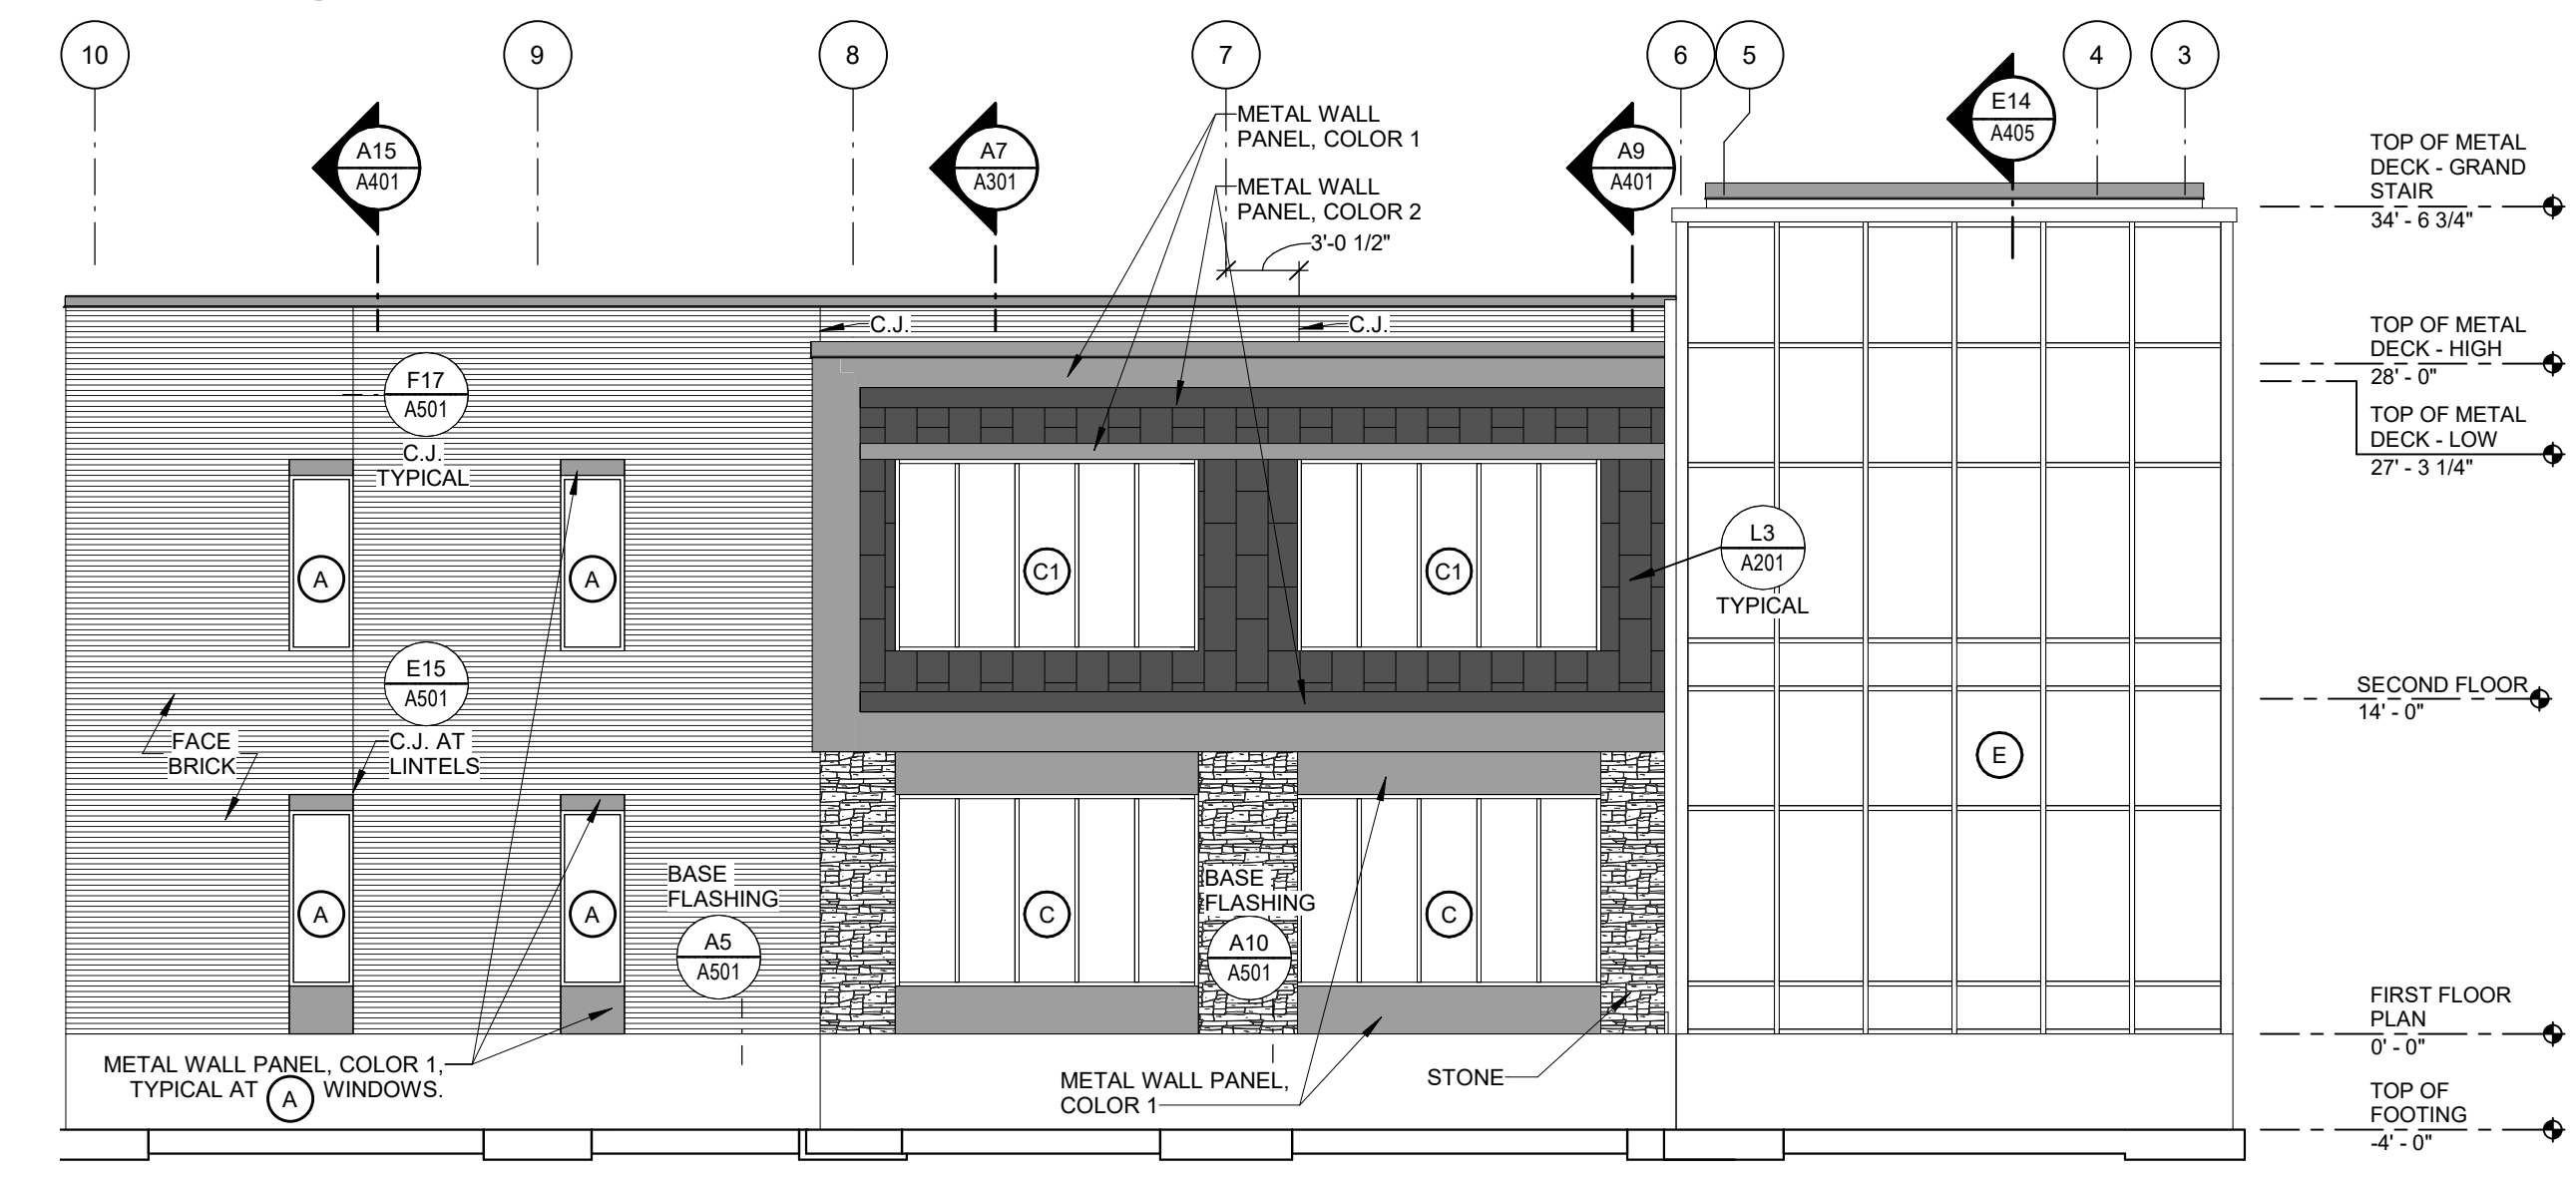 10
9
8
7
6
5
4
3
A15
A401
A7
A301
METAL WALL
PANEL, COLOR 1
METAL WALL
PANEL, COLOR 2
3'-0 1/2"
A9
A401
E14
A405
TOP OF METAL
DECK - GRAND
STAIR
34' - 6 3/4"
C.J.
C.J.
TOP OF METAL
DECK - HIGH
28' - 0"
TOP OF METAL
DECK - LOW
27' - 3 1/4"
F17
A501
C.J.
TYPICAL
A
A
C1
C1
L3
A201
TYPICAL
E15
A501
SECOND FLOOR
14' - 0"
FACE
BRICK
C.J. AT
LINTELS
E
BASE
FLASHING
BASE
FLASHING
A
A
C
C
A5
A501
A10
A501
FIRST FLOOR
PLAN
0' - 0"
METAL WALL PANEL, COLOR 1,
TYPICAL AT A WINDOWS.
METAL WALL PANEL,
COLOR 1
STONE
TOP OF
FOOTING
-4' - 0"